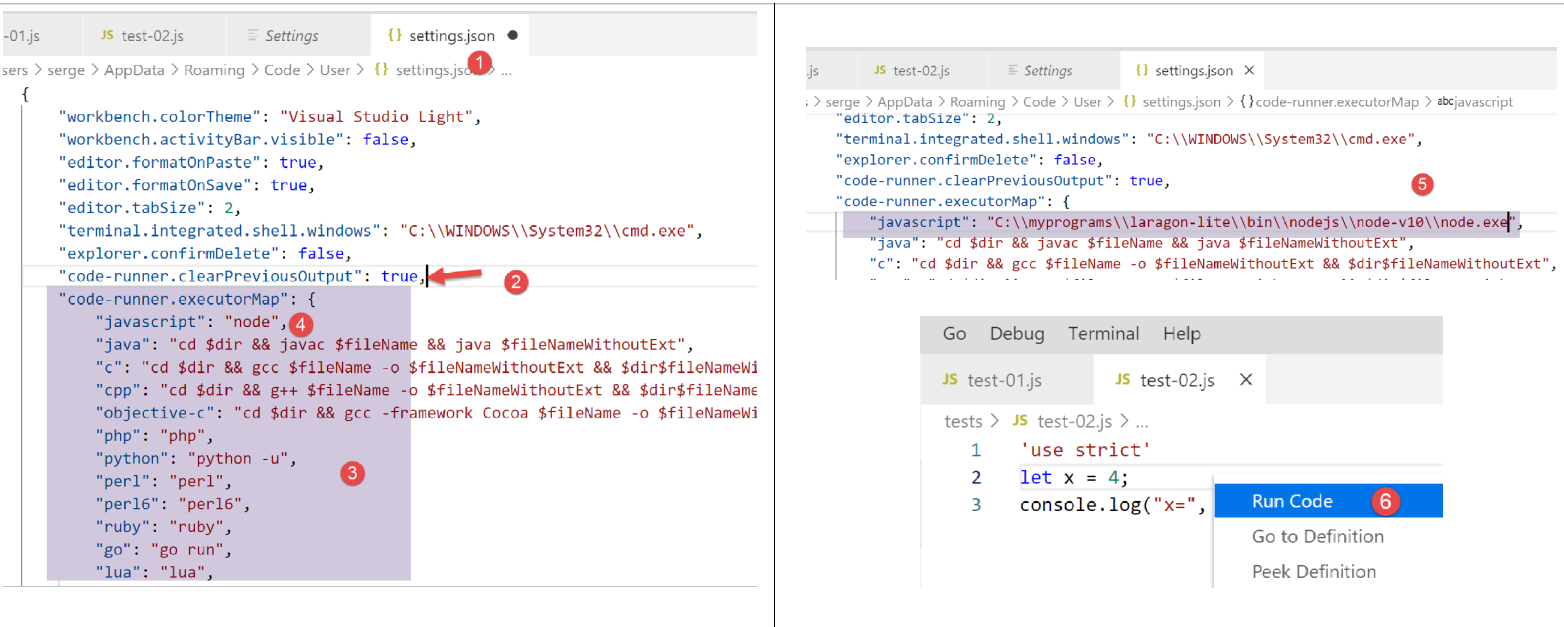 -01.js JS test-02.js Settings {} settings.json ●
sers > serge > AppData > Roaming > Code > User > {} settings.json > ...
1
{
"workbench.colorTheme": "Visual Studio Light",
"workbench.activityBar.visible": false,
"editor.formatOnPaste": true,
"editor.formatOnSave": true,
"editor.tabSize": 2,
"terminal.integrated.shell.windows": "C:\\WINDOWS\\System32\\cmd.exe",
"explorer.confirmDelete": false,
"code-runner.clearPreviousOutput": true,
2
"code-runner.executorMap": {
"javascript": "node",
4
"java": "cd $dir && javac $fileName && java $fileNameWithoutExt",
"c": "cd $dir && gcc $fileName -o $fileNameWithoutExt && $dir$fileNameWi
"cpp": "cd $dir && g++ $fileName -o $fileNameWithoutExt && $dir$fileNameWi
"objective-c": "cd $dir && gcc -framework Cocoa $fileName -o $fileNameWi
"php": "php",
"python": "python -u",
3
"perl": "perl",
"perl6": "perl6",
"ruby": "ruby",
"go": "go run",
"lua": "lua",
.js JS test-02.js Settings {} settings.json ×
s > serge > AppData > Roaming > Code > User > {} settings.json > {}code-runner.executorMap > abcjavascript
"editor.tabSize": 2,
"terminal.integrated.shell.windows": "C:\\WINDOWS\\System32\\cmd.exe",
"explorer.confirmDelete": false,
"code-runner.clearPreviousOutput": true,
5
"code-runner.executorMap": {
"javascript": "C:\\myprograms\\laragon-lite\\bin\\nodejs\\node-v10\\node.exe",
"java": "cd $dir && javac $fileName && java $fileNameWithoutExt",
"c": "cd $dir && gcc $fileName -o $fileNameWithoutExt && $dir$fileNameWithoutExt",
Go Debug Terminal Help
JS test-01.js JS test-02.js ×
tests > JS test-02.js > ...
1 'use strict'
2 let x = 4;
3 console.log("x=",
Run Code 6
Go to Definition
Peek Definition